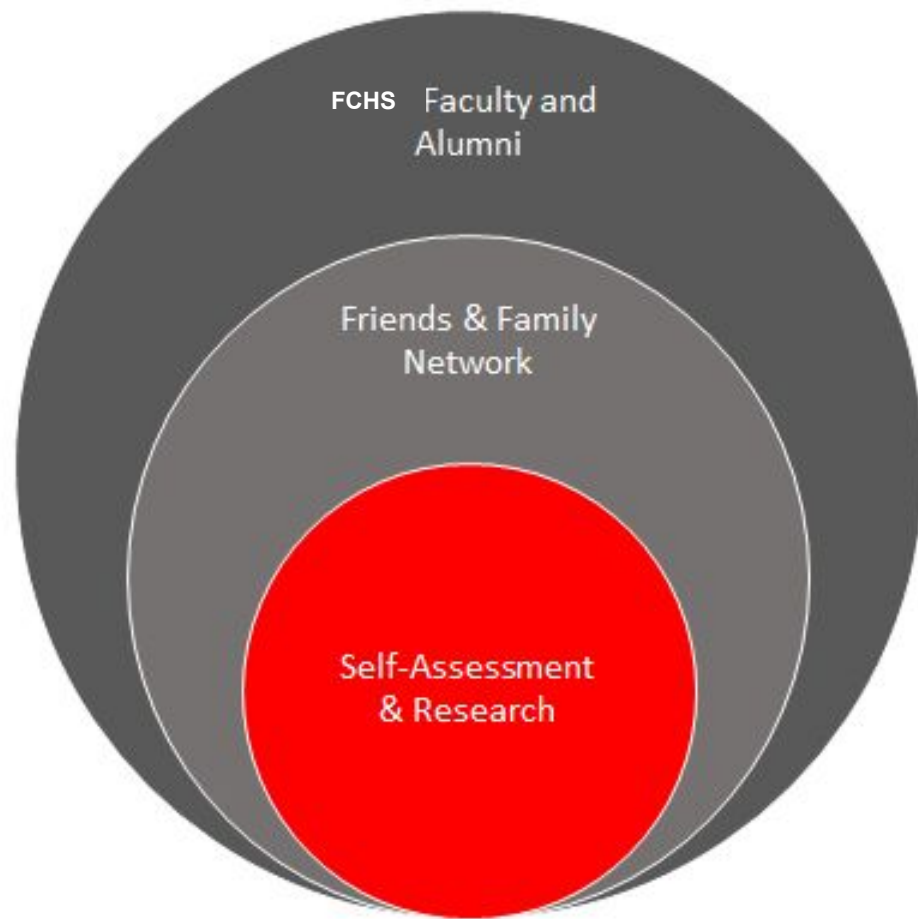 FCHS Faculty and
Alumni
Friends & Family
Network
Self-Assessment
& Research